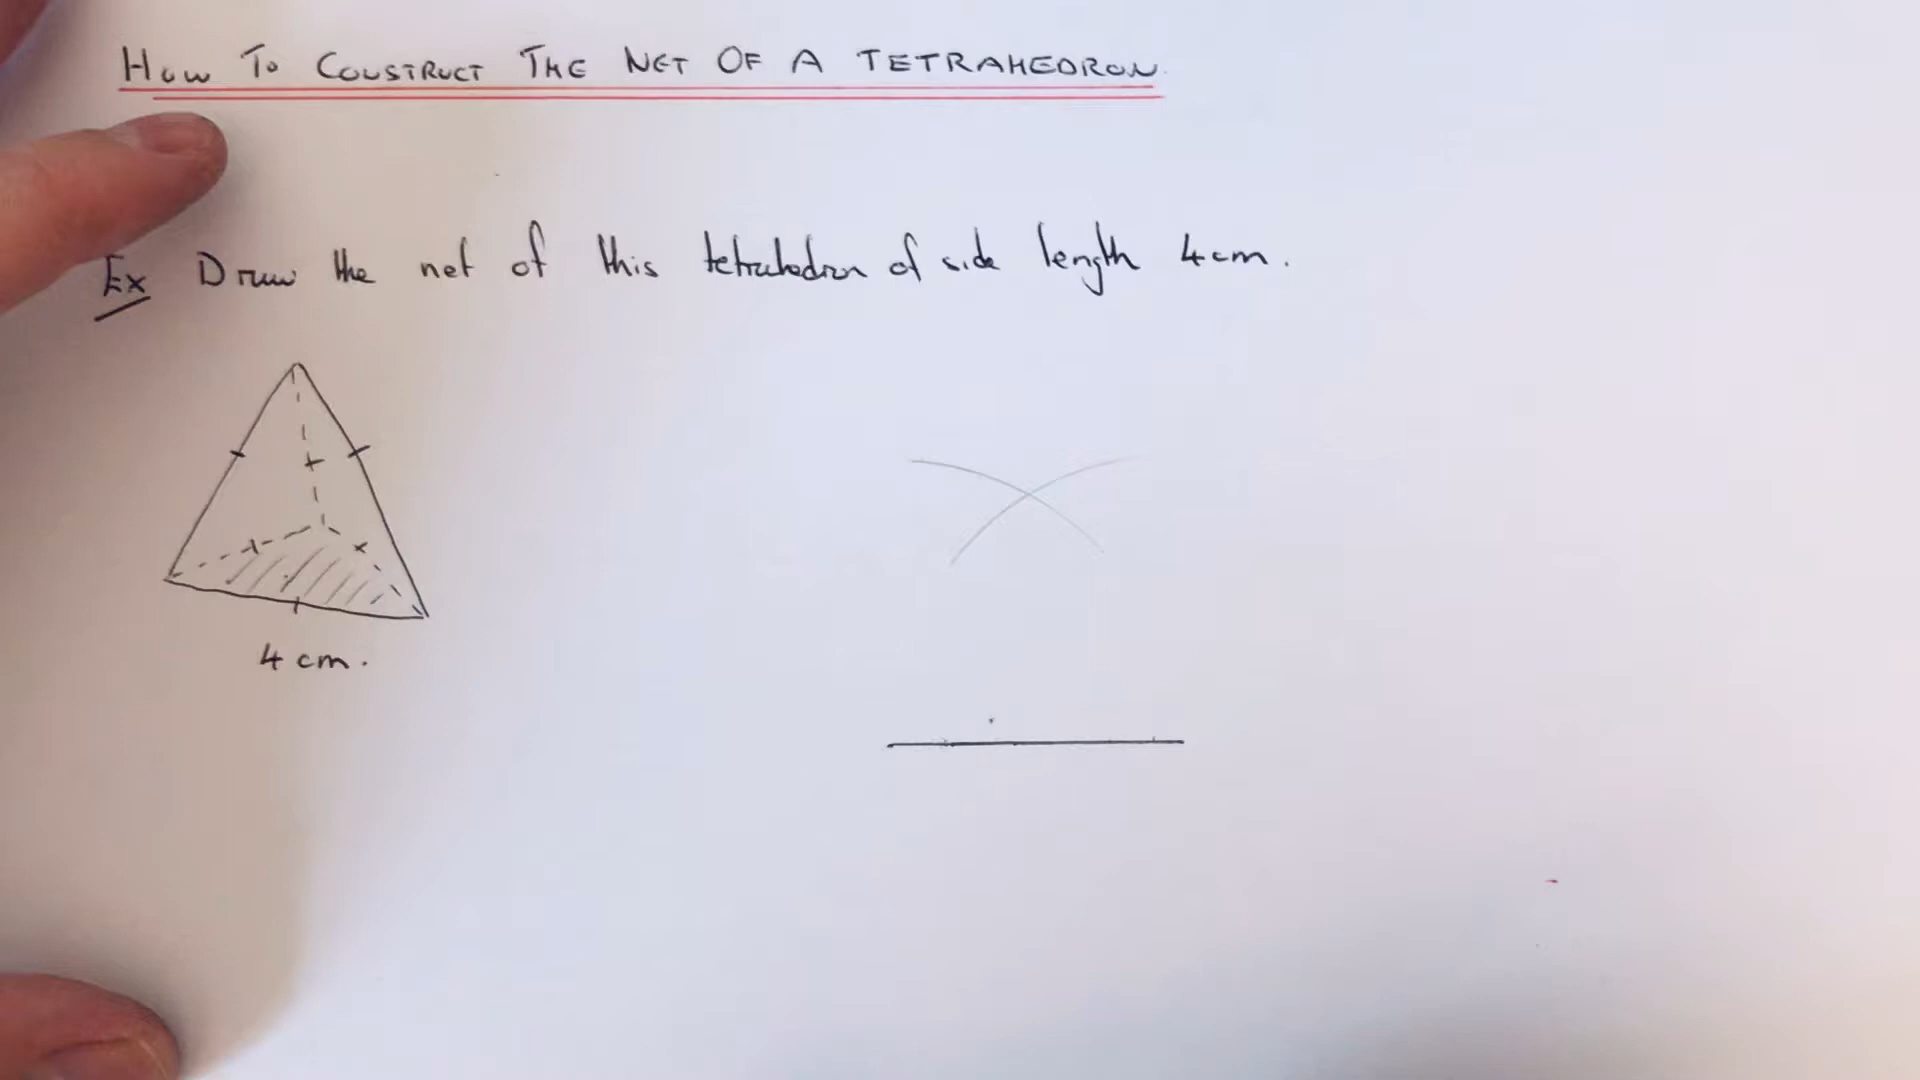 HOW TO CONSTRUCT THE NET OF A TETRAHEDRON.
Ex Draw the net of this tetrahedron of side length 4cm.
4 cm.